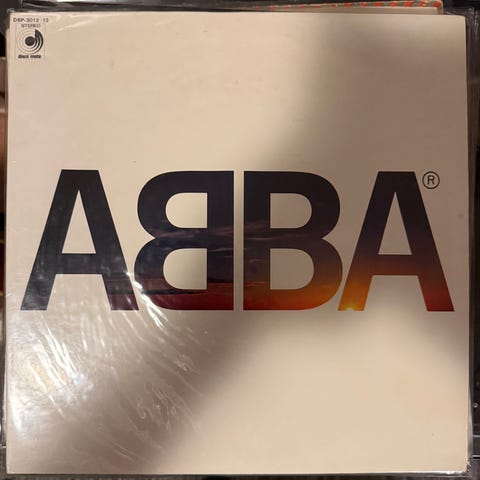 DSP-3012~13
STEREO
disco mate
ABBA®